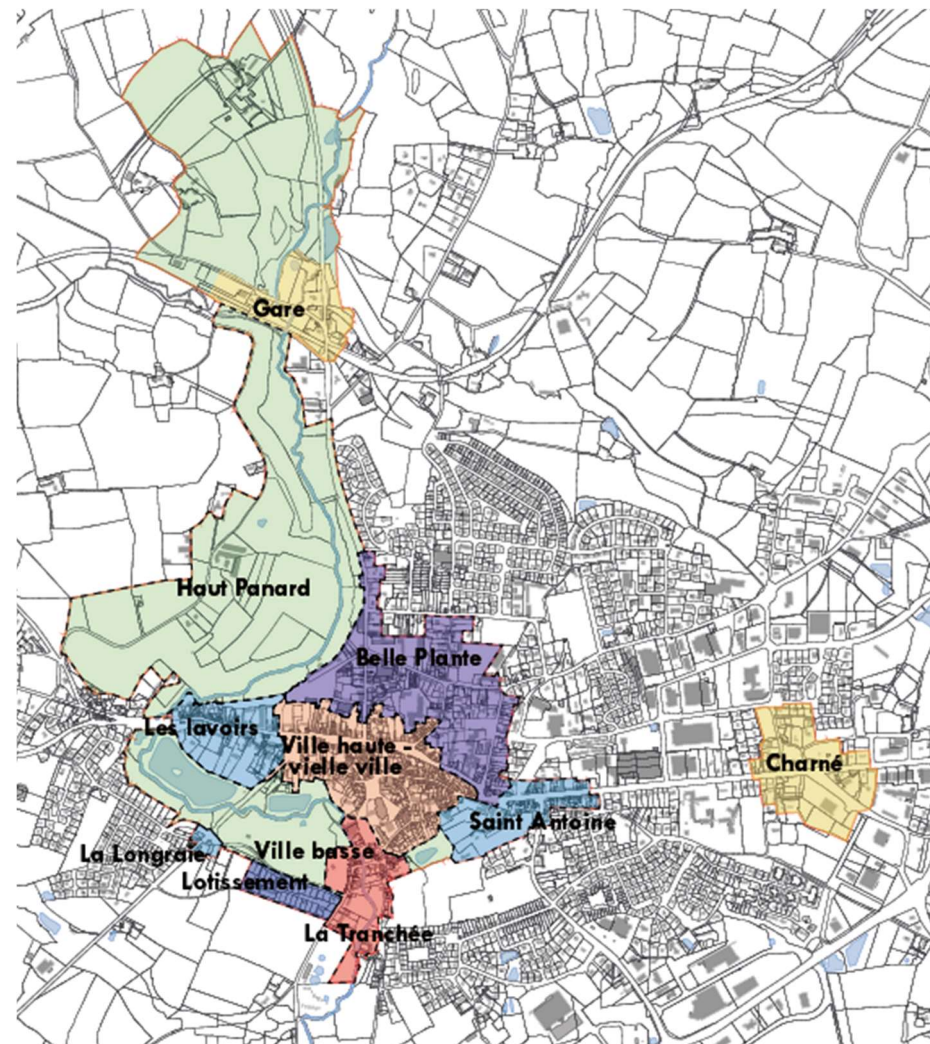 Gare
Haut Panard
Belle Plante
Les lavoirs
Ville haute -
vielle ville
Charné
Saint Antoine
La Longraie
Ville basse
Lotissement
La Tranchée